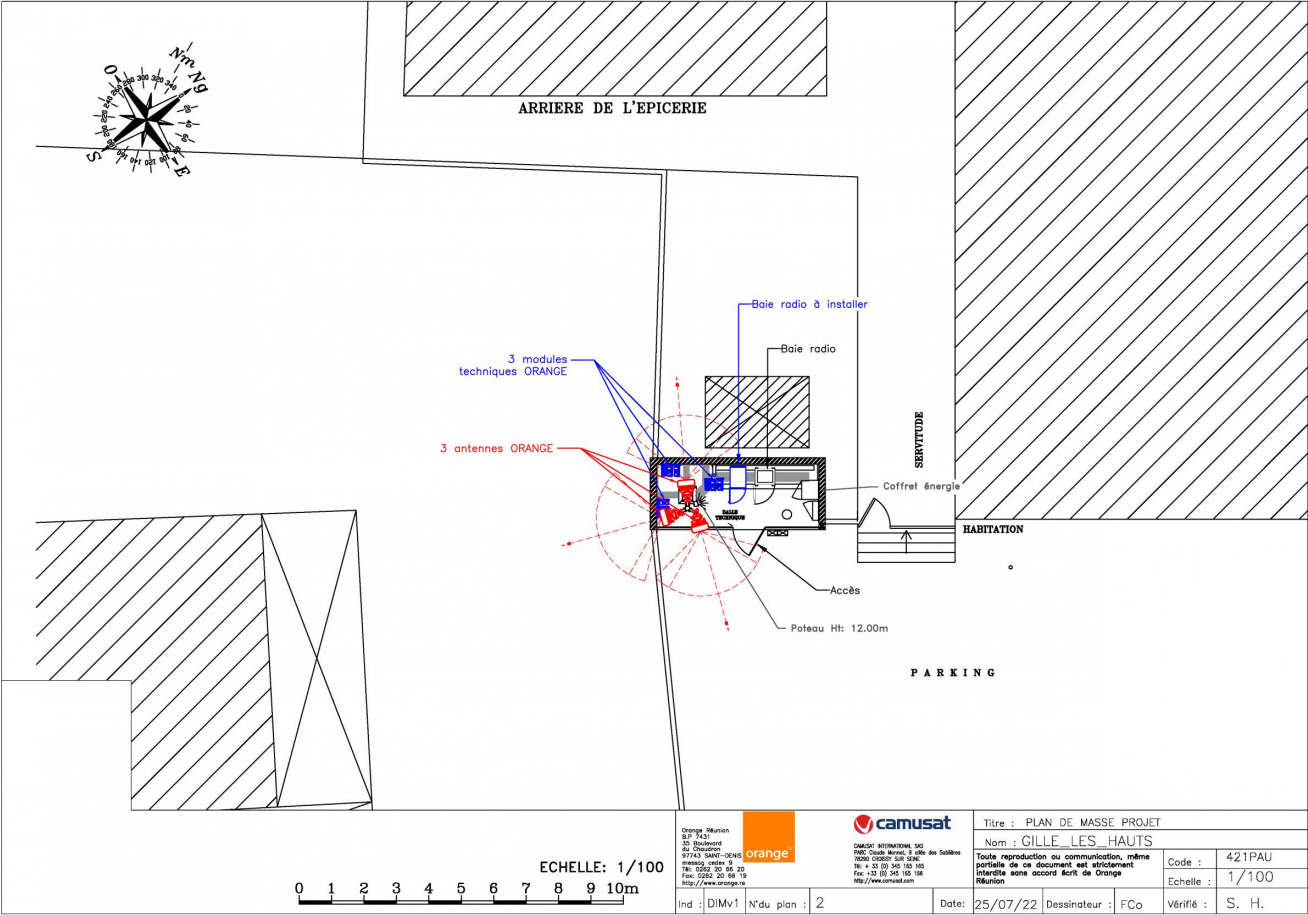 Nm
Ng
O
S
E
ARRIERE DE L'EPICERIE
Baie radio à installer
Baie radio
3 modules
techniques ORANGE
3 antennes ORANGE
SERVITUDE
Coffret énergie
DALLE
TECHNIQUE
HABITATION
Accès
Poteau Ht: 12.00m
PARKING
ECHELLE: 1/100
0 1 2 3 4 5 6 7 8 9 10m
Orange Réunion
B.P 7431
35 Boulevard
du Chaudron
97743 SAINT-DENIS
messag cedex 9
Tél: 0262 20 86 20
Fax: 0262 20 66 19
http://www.orange.re
orange
camusat
CAMUSAT INTERNATIONAL SAS
PARC Claude Monnet, 9 allée des Sablières
78290 CROISSY SUR SEINE
Tél: + 33 (0) 345 165 165
Fax: +33 (0) 345 165 166
http://www.camusat.com
Titre : PLAN DE MASSE PROJET
Nom : GILLE_LES_HAUTS
Toute reproduction ou communication, même
partielle de ce document est strictement
interdite sans accord écrit de Orange
Réunion
Code : 421PAU
Echelle : 1/100
Ind : DIMv1 N°du plan : 2
Date: 25/07/22 Dessinateur : FCo Vérifié : S. H.